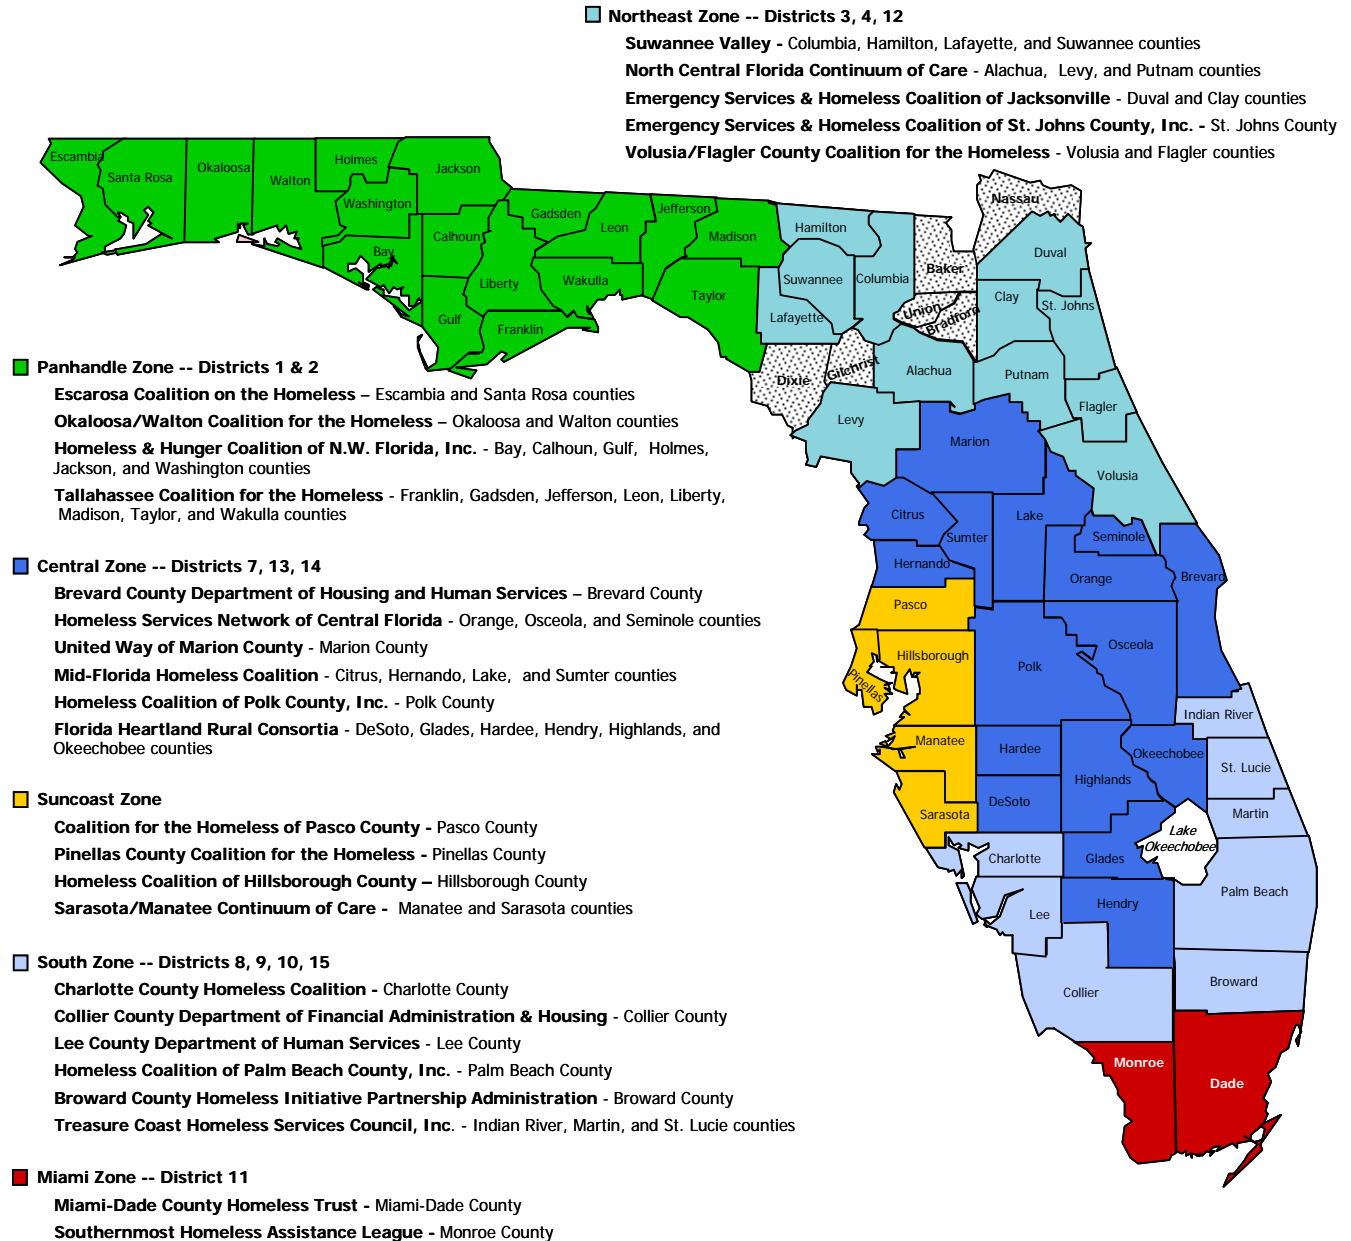 Northeast Zone -- Districts 3, 4, 12
Suwannee Valley - Columbia, Hamilton, Lafayette, and Suwannee counties
North Central Florida Continuum of Care - Alachua, Levy, and Putnam counties
Emergency Services & Homeless Coalition of Jacksonville - Duval and Clay counties
Emergency Services & Homeless Coalition of St. Johns County, Inc. - St. Johns County
Volusia/Flagler County Coalition for the Homeless - Volusia and Flagler counties
Escambia
Santa Rosa
Okaloosa
Walton
Holmes
Washington
Jackson
Bay
Calhoun
Gulf
Gadsden
Liberty
Franklin
Leon
Wakulla
Jefferson
Madison
Taylor
Hamilton
Suwannee
Lafayette
Columbia
Baker
Nassau
Duval
Union
Bradford
Clay
St. Johns
Dixie
Gilchrist
Alachua
Putnam
Flagler
Levy
Marion
Volusia
Citrus
Sumter
Lake
Seminole
Hernando
Orange
Brevard
Pasco
Hillsborough
Pinellas
Polk
Osceola
Indian River
Manatee
Hardee
Highlands
Okeechobee
St. Lucie
Sarasota
DeSoto
Martin
Lake
Okeechobee
Charlotte
Glades
Palm Beach
Lee
Hendry
Collier
Broward
Monroe
Dade
Panhandle Zone -- Districts 1 & 2
Escarosa Coalition on the Homeless – Escambia and Santa Rosa counties
Okaloosa/Walton Coalition for the Homeless – Okaloosa and Walton counties
Homeless & Hunger Coalition of N.W. Florida, Inc. - Bay, Calhoun, Gulf, Holmes,
Jackson, and Washington counties
Tallahassee Coalition for the Homeless - Franklin, Gadsden, Jefferson, Leon, Liberty,
Madison, Taylor, and Wakulla counties
Central Zone -- Districts 7, 13, 14
Brevard County Department of Housing and Human Services – Brevard County
Homeless Services Network of Central Florida - Orange, Osceola, and Seminole counties
United Way of Marion County - Marion County
Mid-Florida Homeless Coalition - Citrus, Hernando, Lake, and Sumter counties
Homeless Coalition of Polk County, Inc. - Polk County
Florida Heartland Rural Consortia - DeSoto, Glades, Hardee, Hendry, Highlands, and
Okeechobee counties
Suncoast Zone
Coalition for the Homeless of Pasco County - Pasco County
Pinellas County Coalition for the Homeless - Pinellas County
Homeless Coalition of Hillsborough County – Hillsborough County
Sarasota/Manatee Continuum of Care - Manatee and Sarasota counties
South Zone -- Districts 8, 9, 10, 15
Charlotte County Homeless Coalition - Charlotte County
Collier County Department of Financial Administration & Housing - Collier County
Lee County Department of Human Services - Lee County
Homeless Coalition of Palm Beach County, Inc. - Palm Beach County
Broward County Homeless Initiative Partnership Administration - Broward County
Treasure Coast Homeless Services Council, Inc. - Indian River, Martin, and St. Lucie counties
Miami Zone -- District 11
Miami-Dade County Homeless Trust - Miami-Dade County
Southernmost Homeless Assistance League - Monroe County